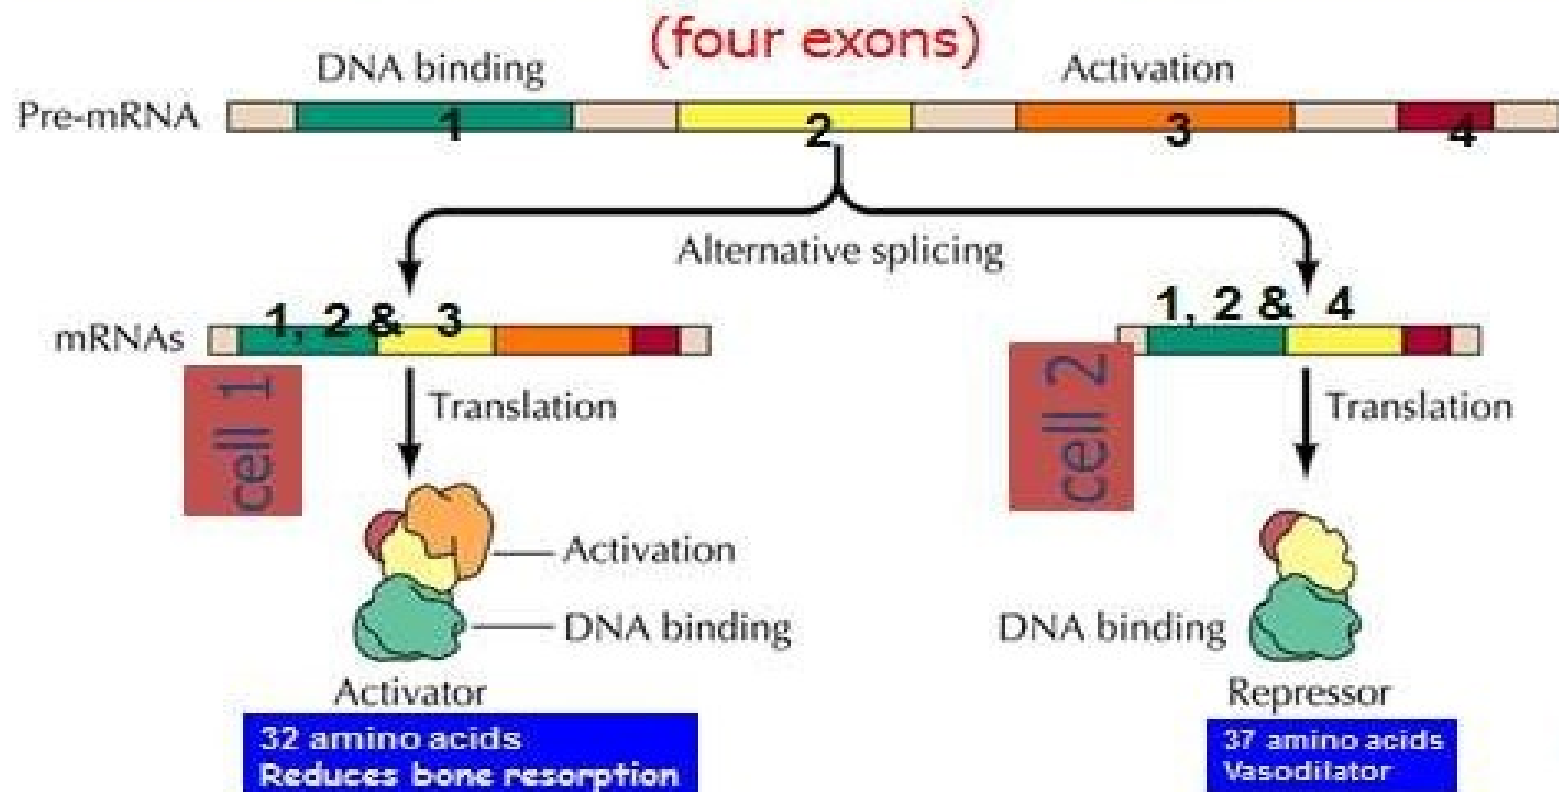 (four exons)
DNA binding
Activation
Pre-mRNA
1
2
3
4
Alternative splicing
1, 2 & 3
1, 2 & 4
mRNAs
cell 1
cell 2
Translation
Translation
Activation
DNA binding
DNA binding
Activator
Repressor
32 amino acids
Reduces bone resorption
37 amino acids
Vasodilator